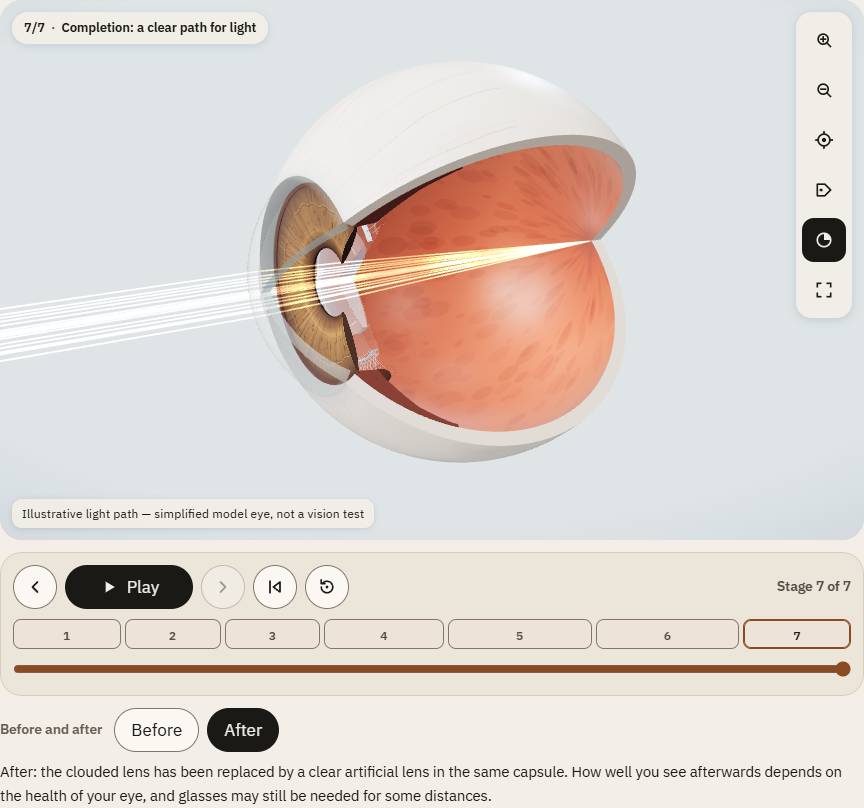 7/7 · Completion: a clear path for light
Illustrative light path — simplified model eye, not a vision test
Play
Stage 7 of 7
1 2 3 4 5 6 7
Before and after Before After
After: the clouded lens has been replaced by a clear artificial lens in the same capsule. How well you see afterwards depends on
the health of your eye, and glasses may still be needed for some distances.